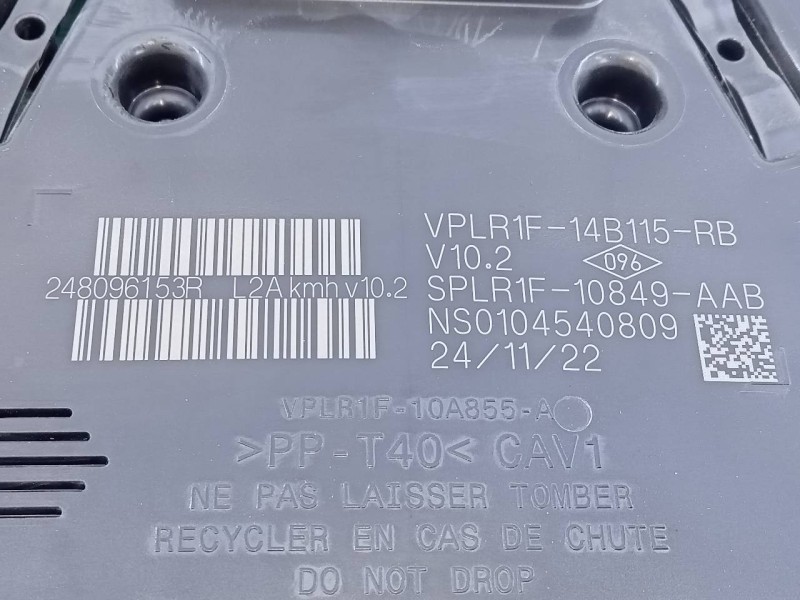 248096153R L2A kmh v10.2
VPLR1F-14B115-RB
V10.2 096
SPLR1F-10849-AAB
NS0104540809
24/11/22
VPLR1F-10A855-A
>PP-T40< CAV1
NE PAS LAISSER TOMBER
RECYCLER EN CAS DE CHUTE
DO NOT DROP